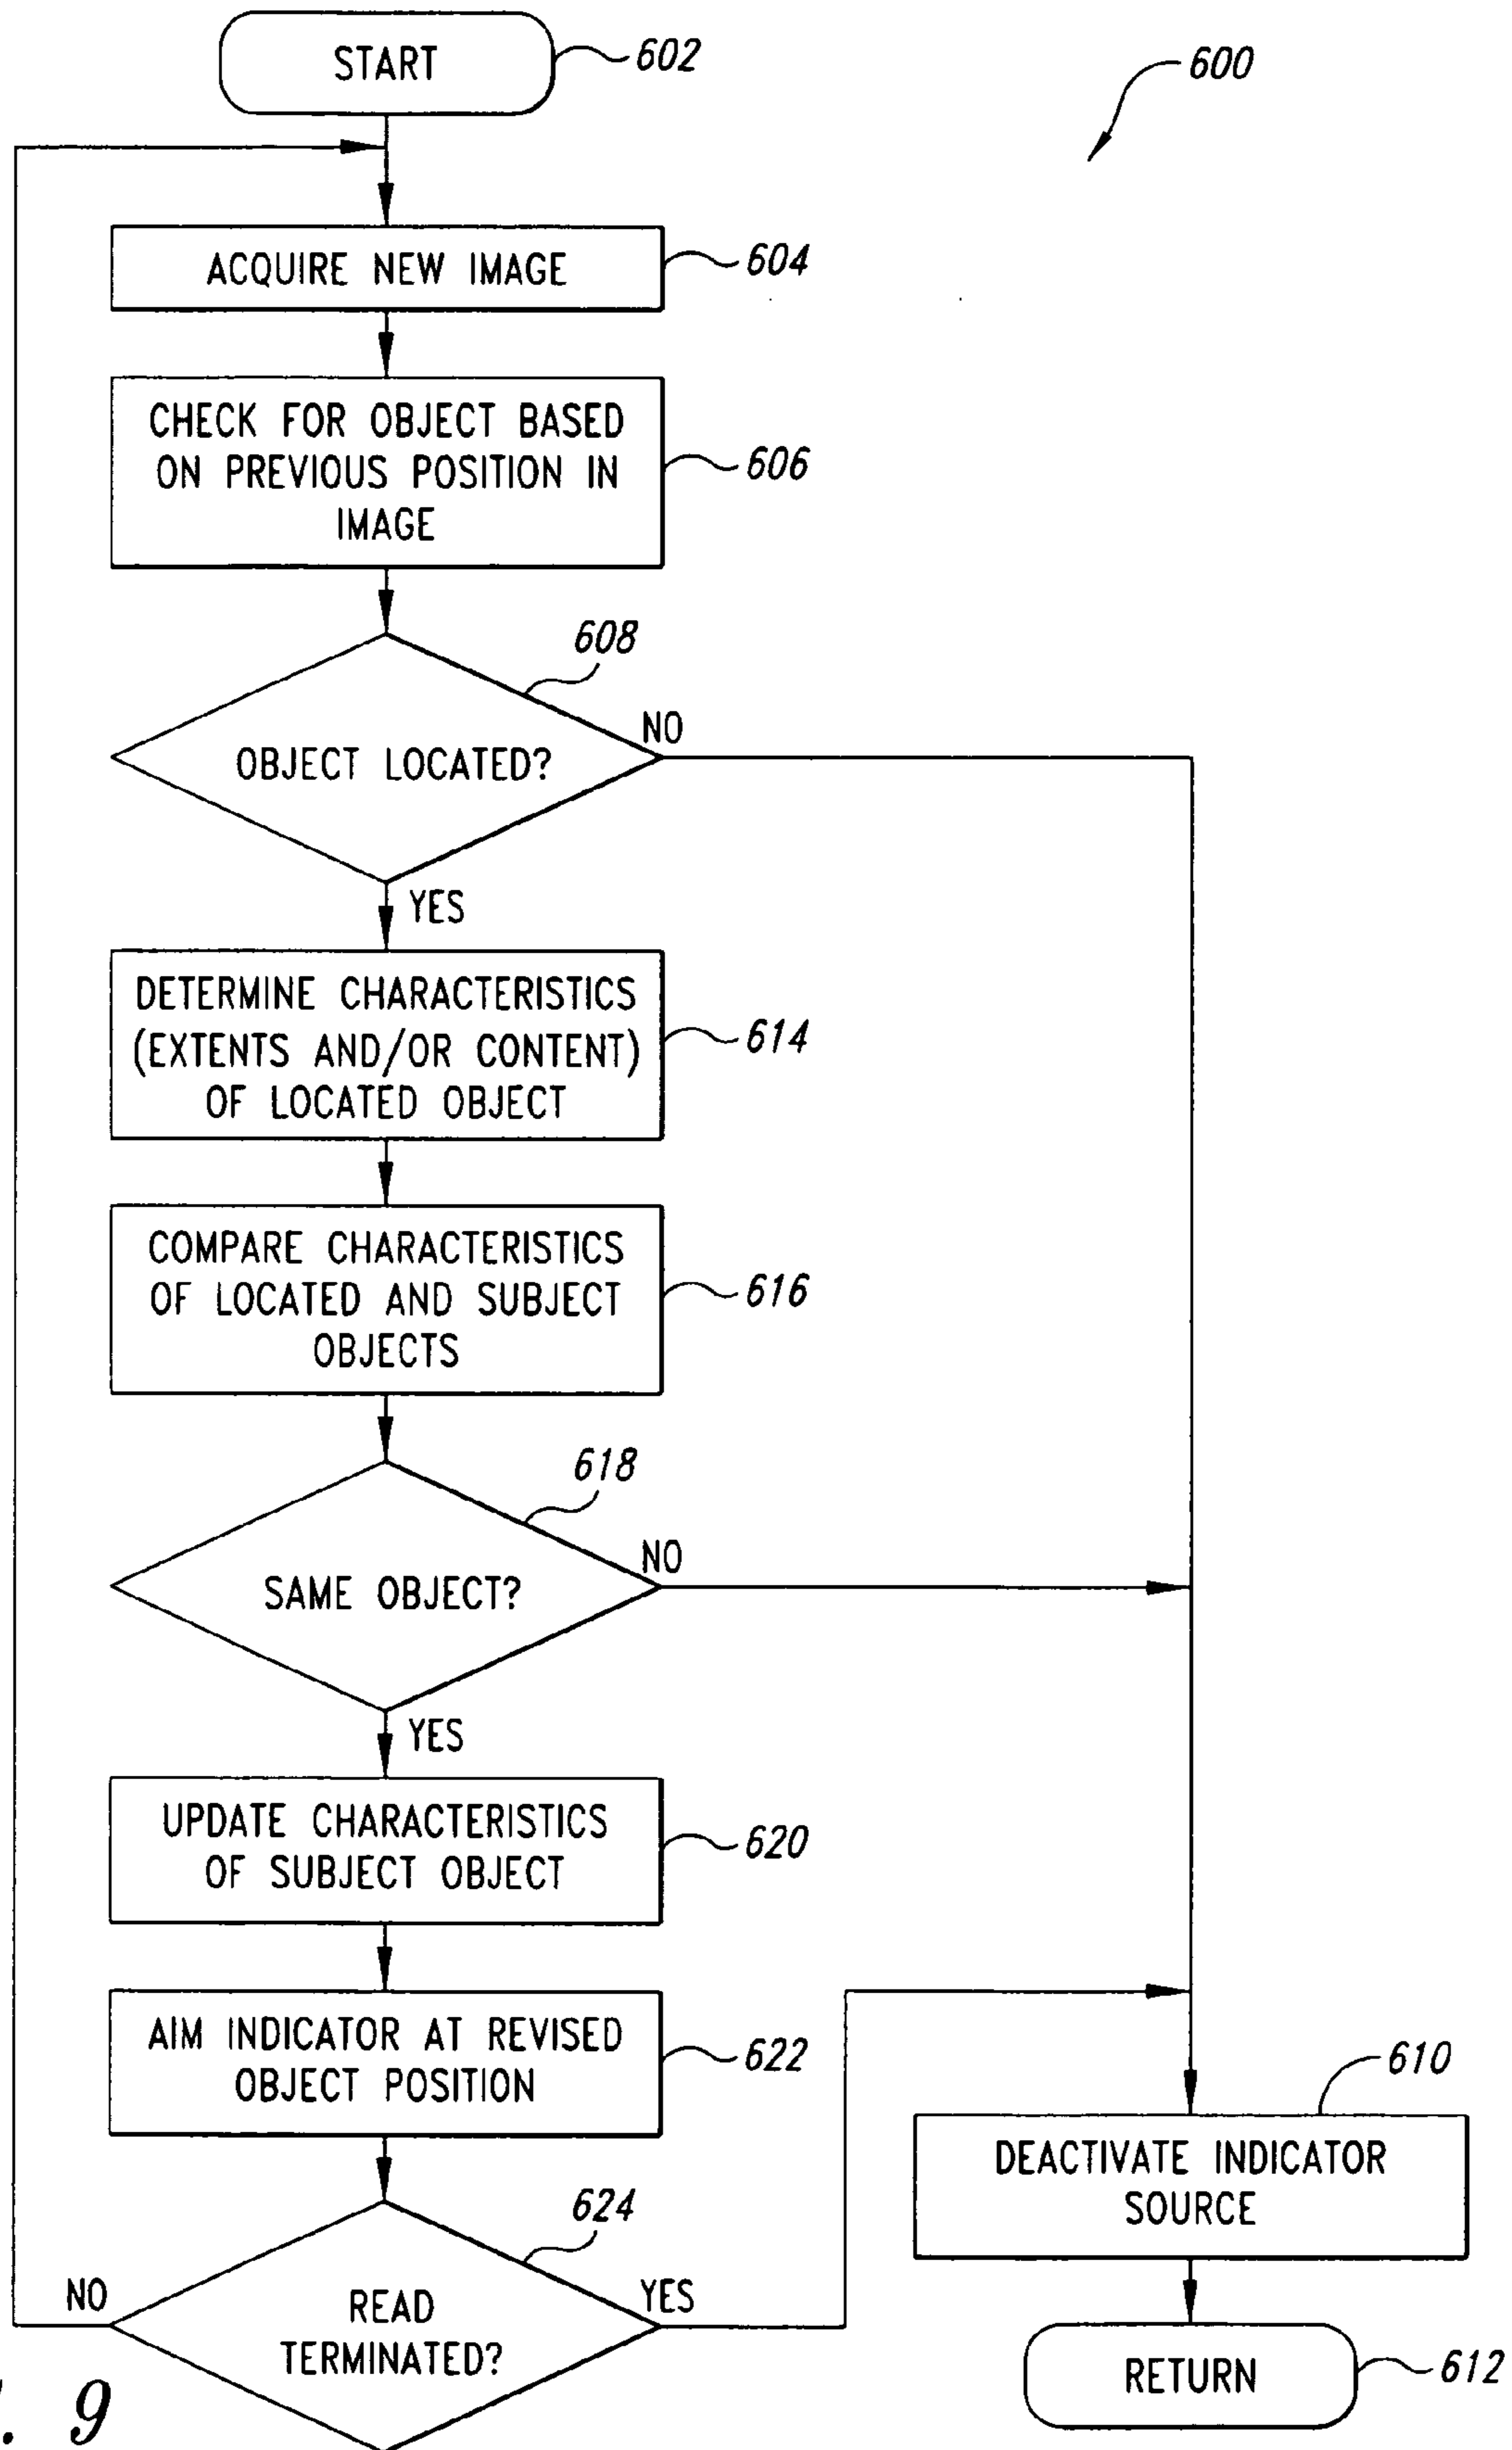 START
602
600
ACQUIRE NEW IMAGE
604
CHECK FOR OBJECT BASED
ON PREVIOUS POSITION IN
IMAGE
606
608
OBJECT LOCATED?
NO
YES
DETERMINE CHARACTERISTICS
(EXTENTS AND/OR CONTENT)
OF LOCATED OBJECT
614
COMPARE CHARACTERISTICS
OF LOCATED AND SUBJECT
OBJECTS
616
618
SAME OBJECT?
NO
YES
UPDATE CHARACTERISTICS
OF SUBJECT OBJECT
620
AIM INDICATOR AT REVISED
OBJECT POSITION
622
610
DEACTIVATE INDICATOR
SOURCE
624
NO
READ
TERMINATED?
YES
RETURN
612
. 9